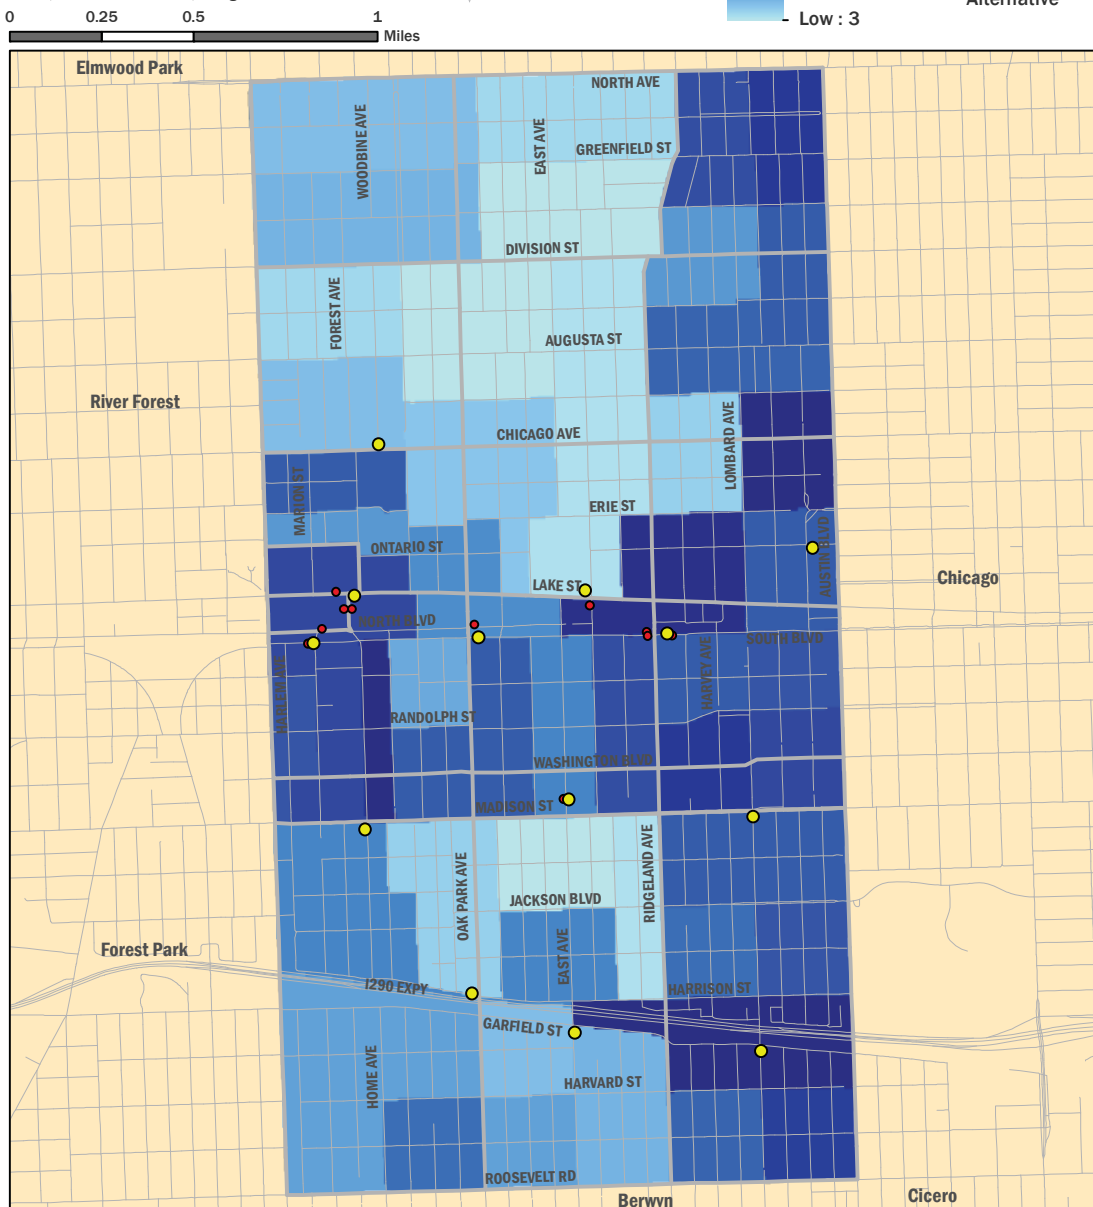 Alternative
Low : 3
0 0.25 0.5 1
Miles
Elmwood Park
NORTH AVE
WOODBINE AVE
EAST AVE
GREENFIELD ST
DIVISION ST
FOREST AVE
AUGUSTA ST
River Forest
LOMBARD AVE
CHICAGO AVE
MARION ST
ERIE ST
AUSTIN BLVD
ONTARIO ST
LAKE ST
Chicago
NORTH BLVD
SOUTH BLVD
HARLEM AVE
HARVEY AVE
RANDOLPH ST
WASHINGTON BLVD
MADISON ST
OAK PARK AVE
RIDGELAND AVE
JACKSON BLVD
EAST AVE
Forest Park
I290 EXPY
HARRISON ST
GARFIELD ST
HOME AVE
HARVARD ST
ROOSEVELT RD
Berwyn
Cicero